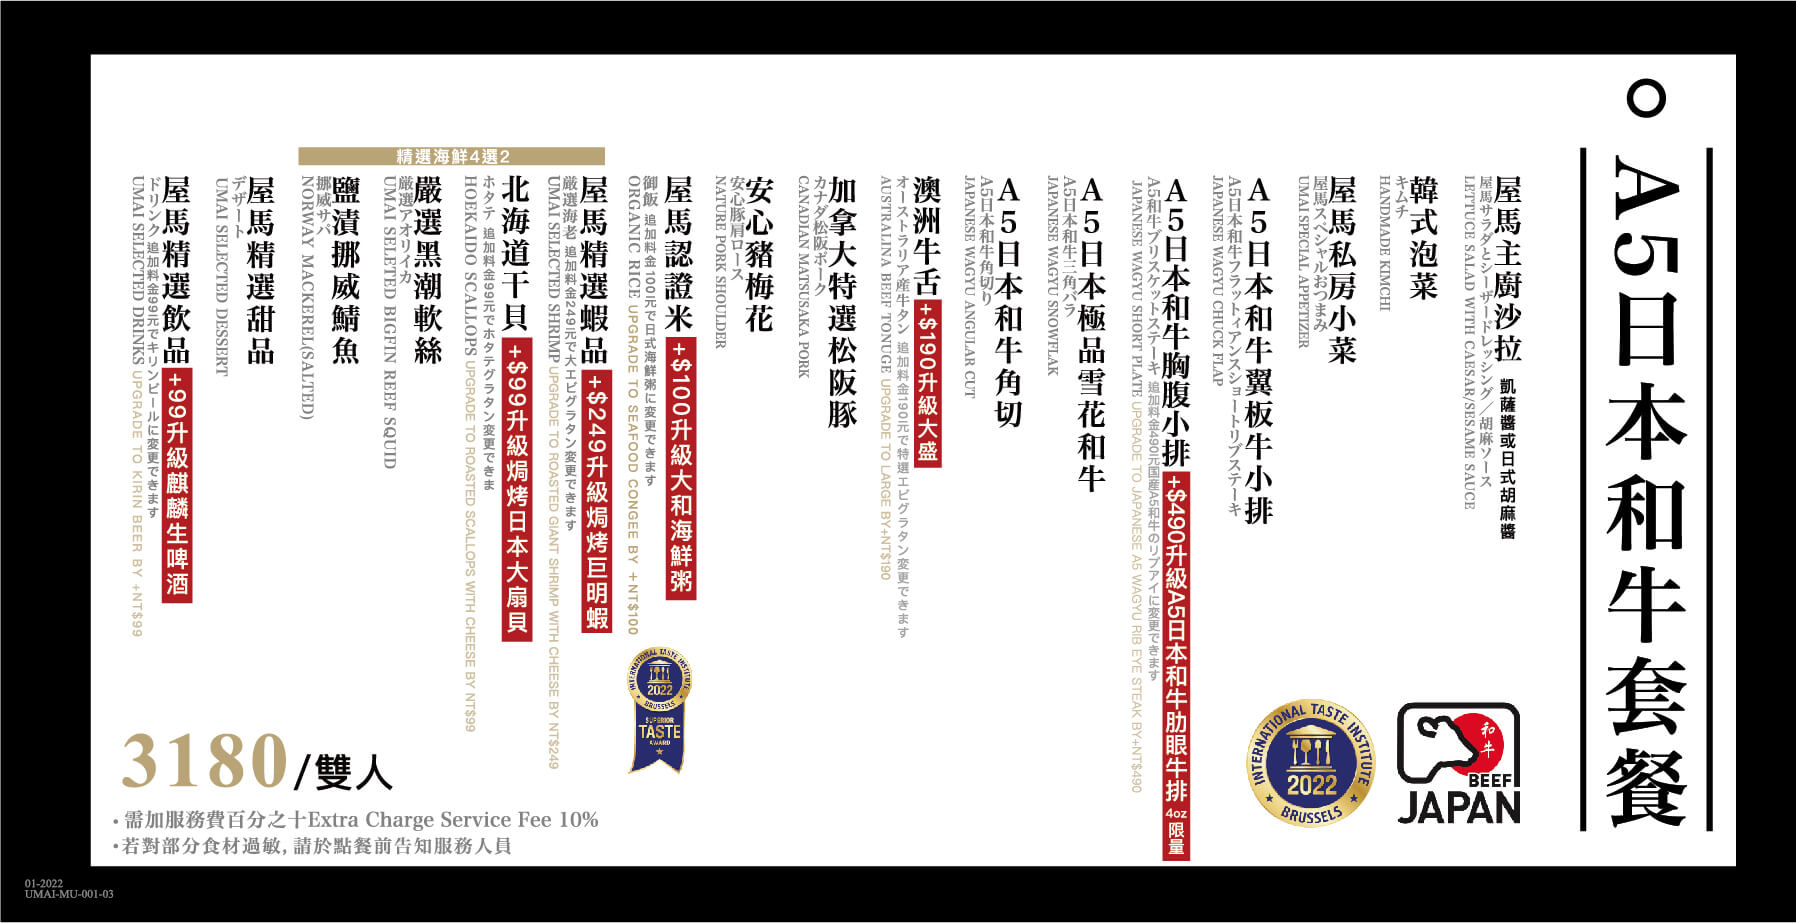 A5日本和牛套餐
屋馬主廚沙拉 凱薩醬或日式胡麻醬
屋馬サラダとシーザードレッシング／胡麻ソース
LETTUCE SALAD WITH CAESAR/SESAME SAUCE
韓式泡菜
キムチ
HANDMADE KIMCHI
屋馬私房小菜
屋馬スペシャルおつまみ
UMAI SPECIAL APPETIZER
A5日本和牛翼板牛小排
A5日本和牛フラットィアンスショートリブステーキ
JAPANESE WAGYU CHUCK FLAP
A5日本和牛胸腹小排 +$490升級A5日本和牛肋眼牛排 4oz限量
A5和牛ブリスケットステーキ 追加料金490元国産A5和牛のリブアイに変更できます
JAPANESE WAGYU SHORT PLATE UPGRADE TO JAPANESE A5 WAGYU RIB EYE STEAK BY+NT$490
A5日本極品雪花和牛
A5日本和牛三角バラ
JAPANESE WAGYU SNOWFLAK
A5日本和牛角切
A5日本和牛角切り
JAPANESE WAGYU ANGULAR CUT
澳洲牛舌 +$190升級大盛
オーストラリア産牛タン 追加料金190元で特選エビグラタン変更できます
AUSTRALINA BEEF TONUGE UPGRADE TO LARGE BY+NT$190
加拿大特選松阪豚
カナダ松阪ポーク
CANADIAN MATSUSAKA PORK
安心豬梅花
安心豚肩ロース
NATURE PORK SHOULDER
屋馬認證米 +$100升級大和海鮮粥
御飯 追加料金100元で日式海鮮粥に変更できます
ORGANIC RICE UPGRADE TO SEAFOOD CONGEE BY +NT$100
精選海鮮4選2
屋馬精選蝦品 +$249升級焗烤巨明蝦
厳選海老 追加料金249元で大エビグラタン変更できます
UMAI SELECTED SHRIMP UPGRADE TO ROASTED GIANT SHRIMP WITH CHEESE BY NT$249
北海道干貝 +$99升級焗烤日本大扇貝
ホタテ 追加料金99元でホタテグラタン変更できま
HOEKAIDO SCALLOPS UPGRADE TO ROASTED SCALLOPS WITH CHEESE BY NT$99
嚴選黑潮軟絲
厳選アオリイカ
UMAI SELETED BIGFIN REEF SQUID
鹽漬挪威鯖魚
挪威サバ
NORWAY MACKEREL(SALTED)
屋馬精選甜品
デザート
UMAI SELECTED DESSERT
屋馬精選飲品 +99升級麒麟生啤酒
ドリンク 追加料金99元でキリンビールに変更できます
UMAI SELECTED DRINKS UPGRADE TO KIRIN BEER BY +NT$99
和牛
BEEF
JAPAN
INTERNATIONAL TASTE INSTITUTE
2022
BRUSSELS
INTERNATIONAL TASTE INSTITUTE
2022
BRUSSELS
SUPERIOR
TASTE
AWARD
3180/雙人
・需加服務費百分之十Extra Charge Service Fee 10%
・若對部分食材過敏, 請於點餐前告知服務人員
01-2022
UMAI-MU-001-03